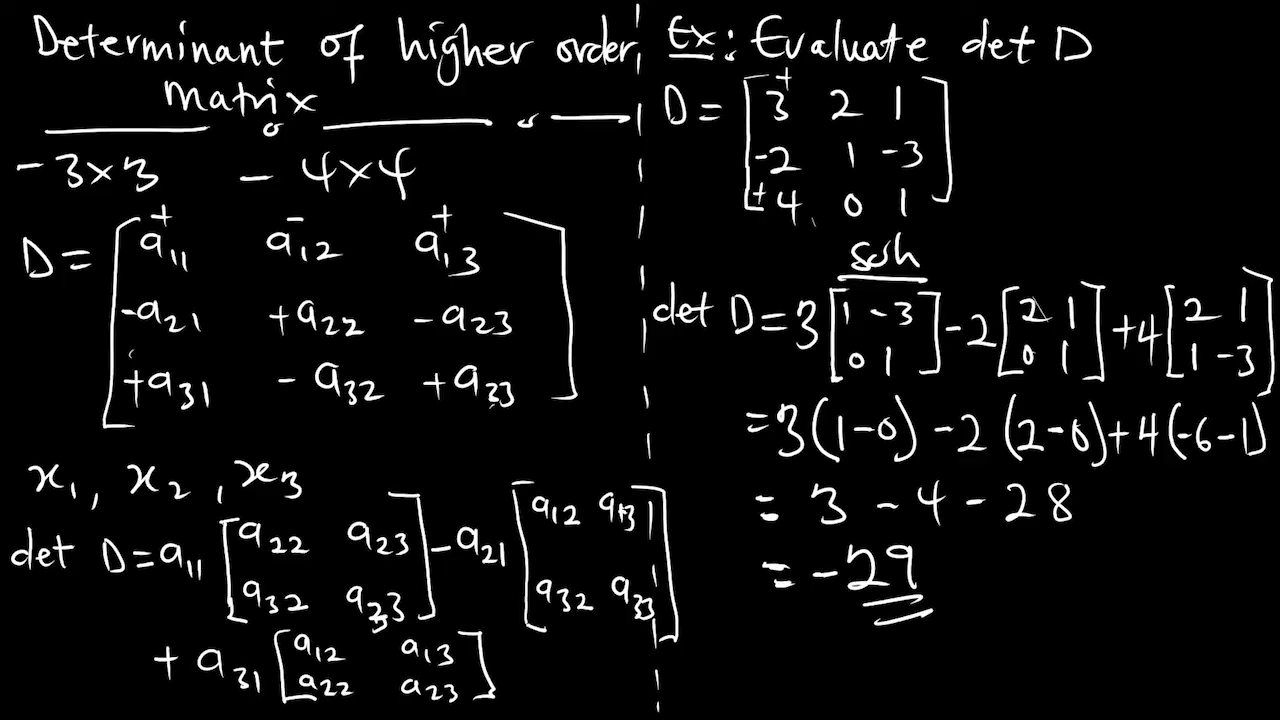 Determinant of higher order
matrix
- 3×3 - 4×4
D = [ +a11 -a12 +a13
-a21 +a22 -a23
+a31 -a32 +a33 ]
x1, x2, x3
det D = a11 [ a22 a23
a32 a33 ] - a21 [ a12 a13
a32 a33 ]
+ a31 [ a12 a13
a22 a23 ]
Ex: Evaluate det D
D = [ +3 2 1
-2 1 -3
+4 0 1 ]
soln
det D = 3 [ 1 -3
0 1 ] - 2 [ 2 1
0 1 ] + 4 [ 2 1
1 -3 ]
= 3(1-0) - 2(2-0) + 4(-6-1)
= 3 - 4 - 28
= -29